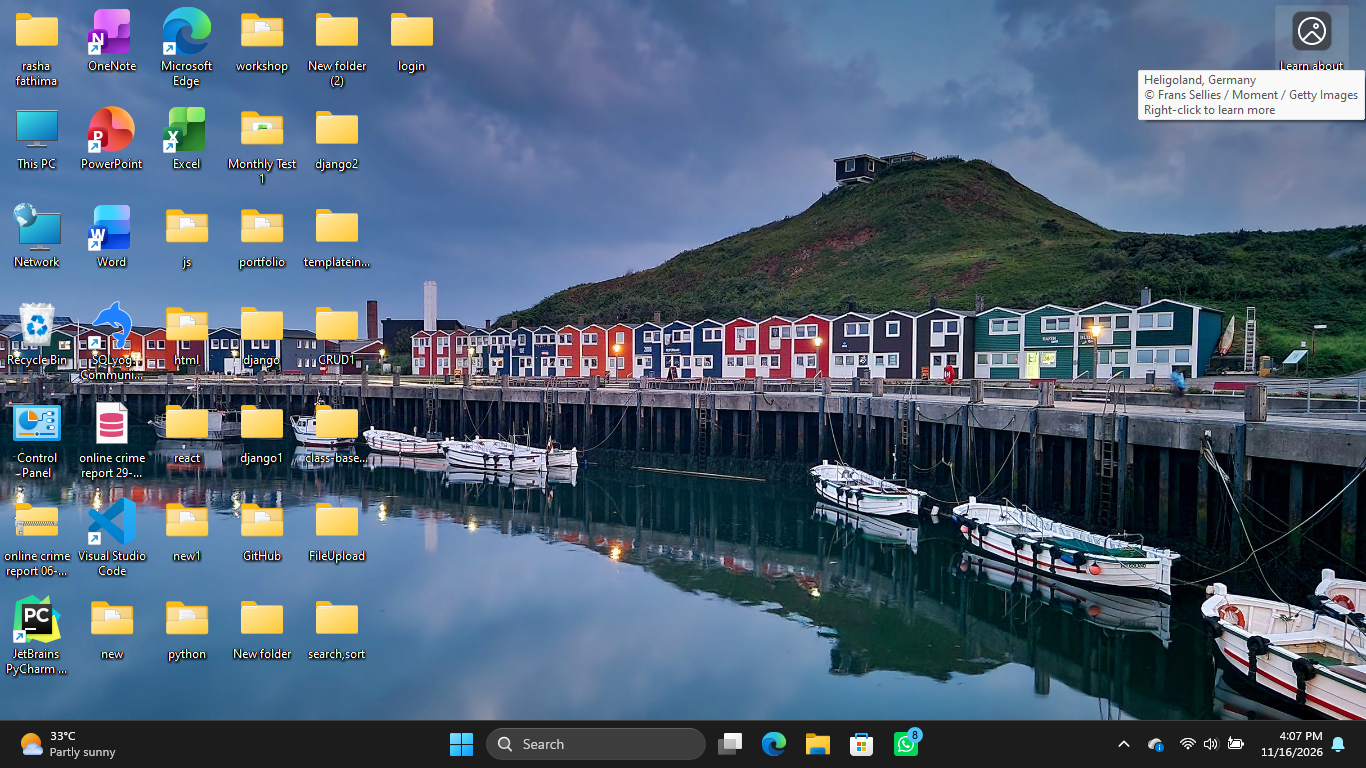 rasha
fathima
OneNote
Microsoft
Edge
workshop
New folder
(2)
login
Learn about
Heligoland, Germany
© Frans Sellies / Moment / Getty Images
Right-click to learn more
This PC
PowerPoint
Excel
Monthly Test
1
django2
Network
Word
js
portfolio
templatein...
Recycle Bin
SQLyog
Communi...
html
django
CRUD1
Control
Panel
online crime
report 29-...
react
django1
class-base...
online crime
report 06-...
Visual Studio
Code
new1
GitHub
FileUpload
PC
JetBrains
PyCharm ...
new
python
New folder
search,sort
33°C
Partly sunny
Search
8
4:07 PM
11/16/2026